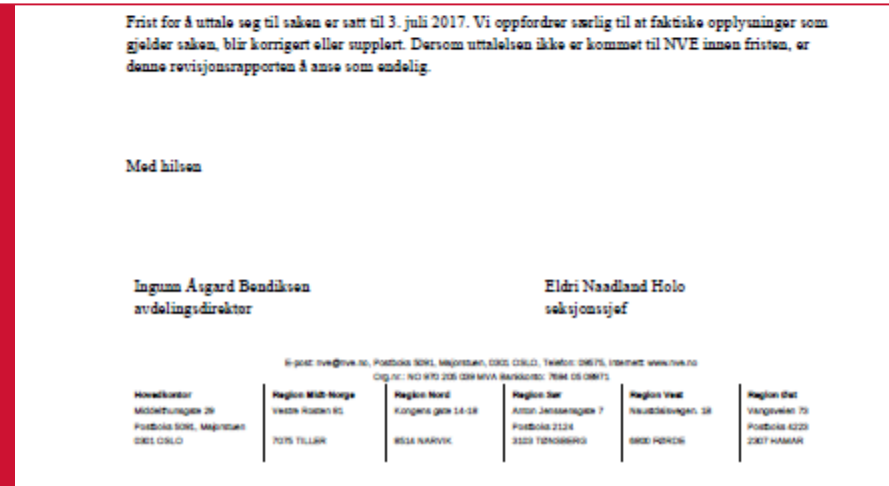 Frist for å uttale seg til saken er satt til 3. juli 2017. Vi oppfordrer særlig til at faktiske opplysninger som
gjelder saken, blir korrigert eller supplert. Dersom uttalelsen ikke er kommet til NVE innen fristen, er
denne revisjonsrapporten å anse som endelig.
Med hilsen
Ingunn Åsgard Bendiksen
avdelingsdirektør
Eldri Naadland Holo
seksjonssjef
E-post: nve@nve.no, Postboks 5091, Majorstuen, 0301 OSLO, Telefon: 09575, Internett: www.nve.no
Org.nr.: NO 970 205 039 MVA Bankkonto: 7694 05 08971
Hovedkontor
Middelthunsgate 29
Postboks 5091, Majorstuen
0301 OSLO
Region Midt-Norge
Vestre Rosten 81
7075 TILLER
Region Nord
Kongens gate 14-18
8514 NARVIK
Region Sør
Anton Jenssensgate 7
Postboks 2124
3103 TØNSBERG
Region Vest
Naustdalsvegen. 1B
6800 FØRDE
Region Øst
Vangsveien 73
Postboks 4223
2307 HAMAR